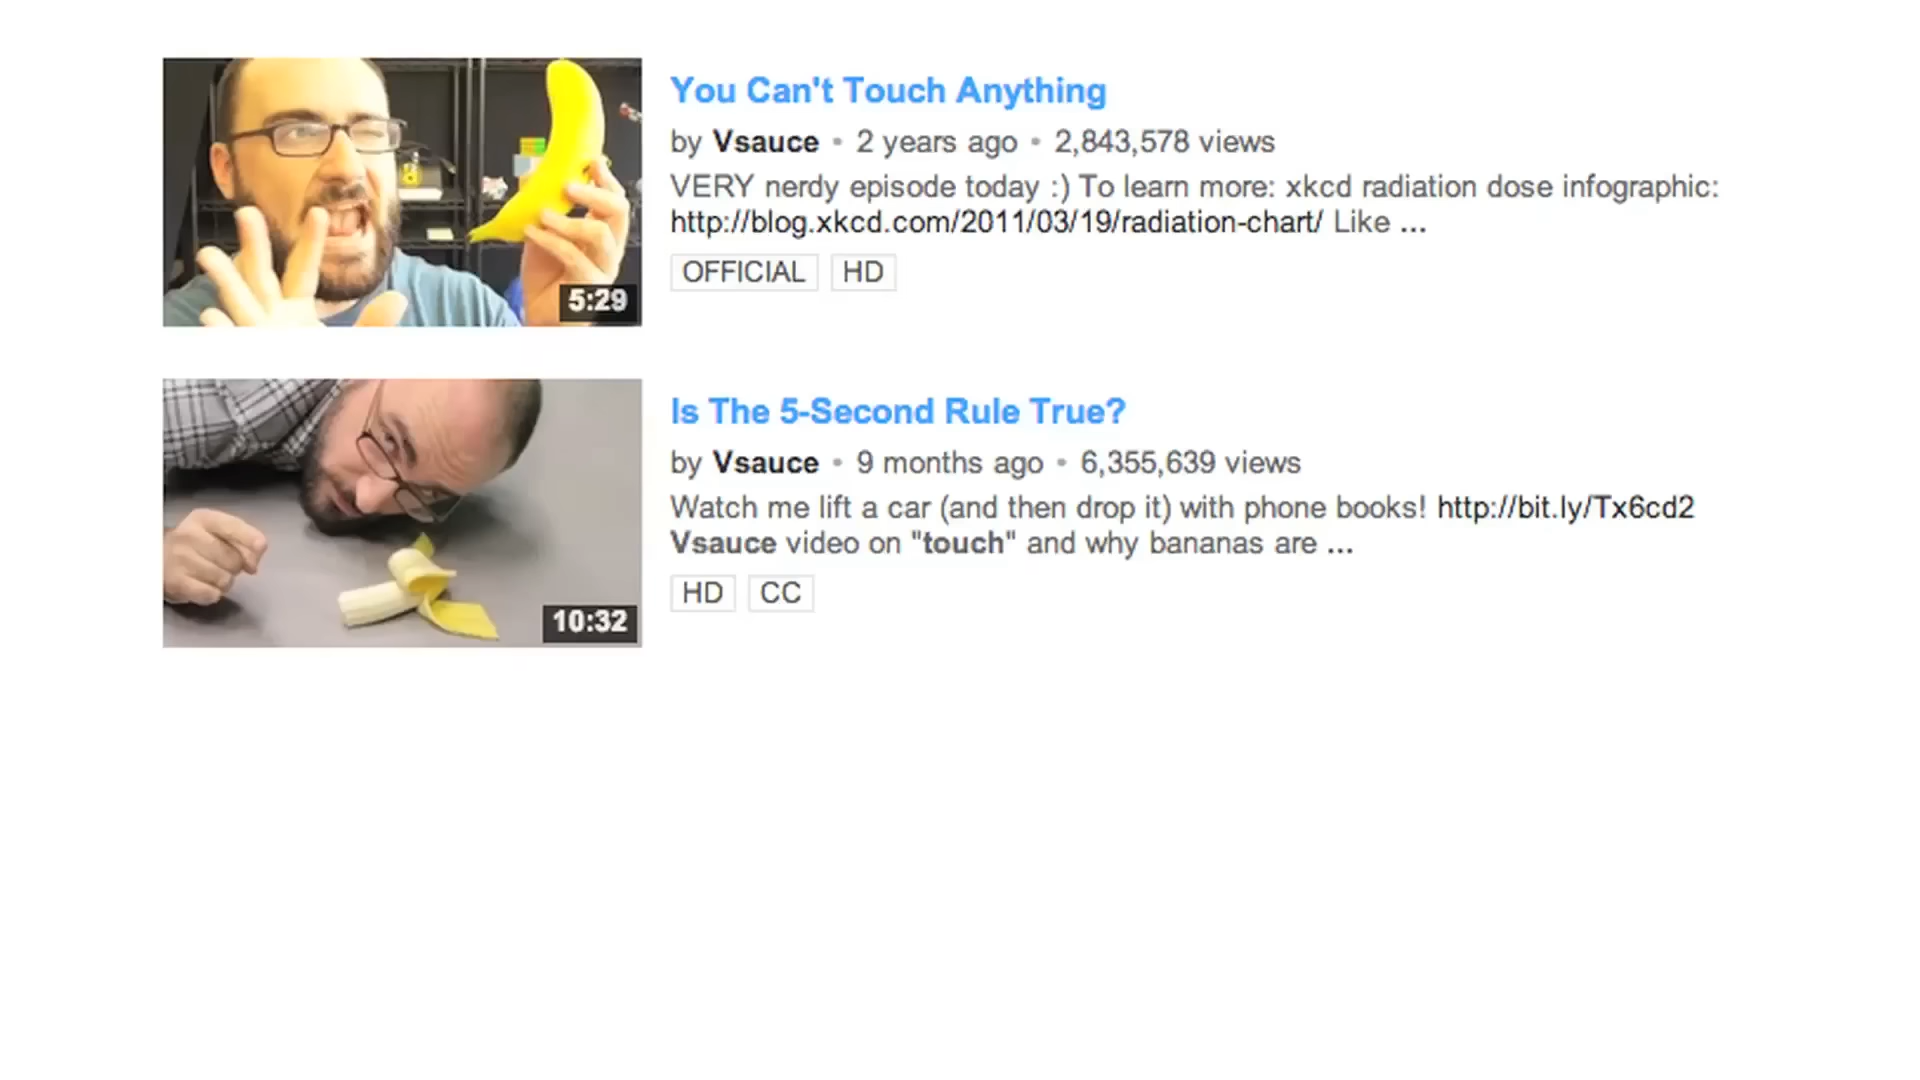 You Can't Touch Anything
by Vsauce • 2 years ago • 2,843,578 views
VERY nerdy episode today :) To learn more: xkcd radiation dose infographic:
http://blog.xkcd.com/2011/03/19/radiation-chart/ Like ...
OFFICIAL HD
5:29
Is The 5-Second Rule True?
by Vsauce • 9 months ago • 6,355,639 views
Watch me lift a car (and then drop it) with phone books! http://bit.ly/Tx6cd2
Vsauce video on "touch" and why bananas are ...
HD CC
10:32